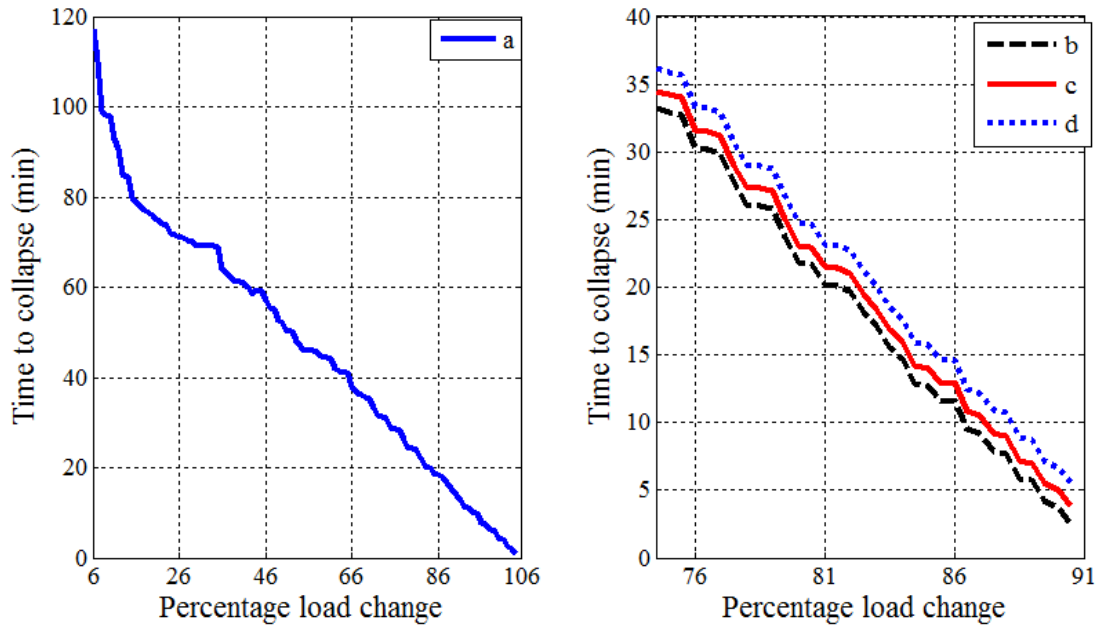 120
100
80
60
40
20
0
6 26 46 66 86 106
Time to collapse (min)
Percentage load change
a
40
35
30
25
20
15
10
5
0
76 81 86 91
Time to collapse (min)
Percentage load change
b
c
d